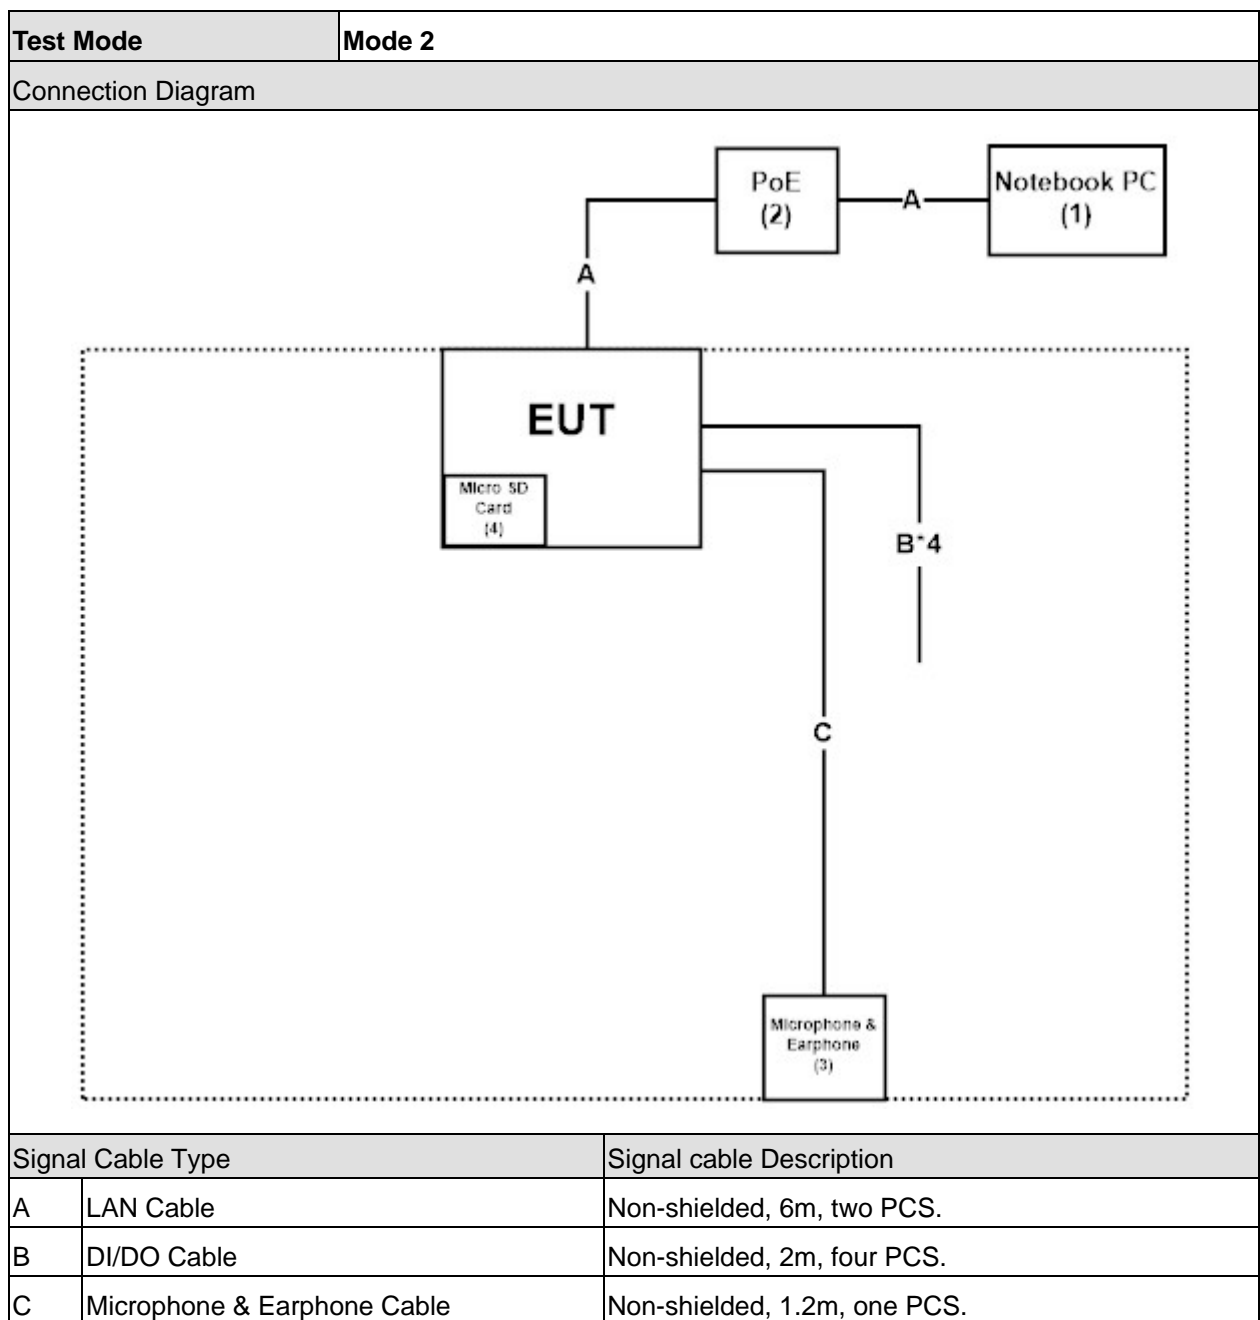 Test Mode Mode 2
Connection Diagram
PoE
(2)
A
Notebook PC
(1)
A
EUT
Micro SD
Card
(4)
B*4
C
Microphone &
Earphone
(3)
Signal Cable Type Signal cable Description
A LAN Cable Non-shielded, 6m, two PCS.
B DI/DO Cable Non-shielded, 2m, four PCS.
C Microphone & Earphone Cable Non-shielded, 1.2m, one PCS.